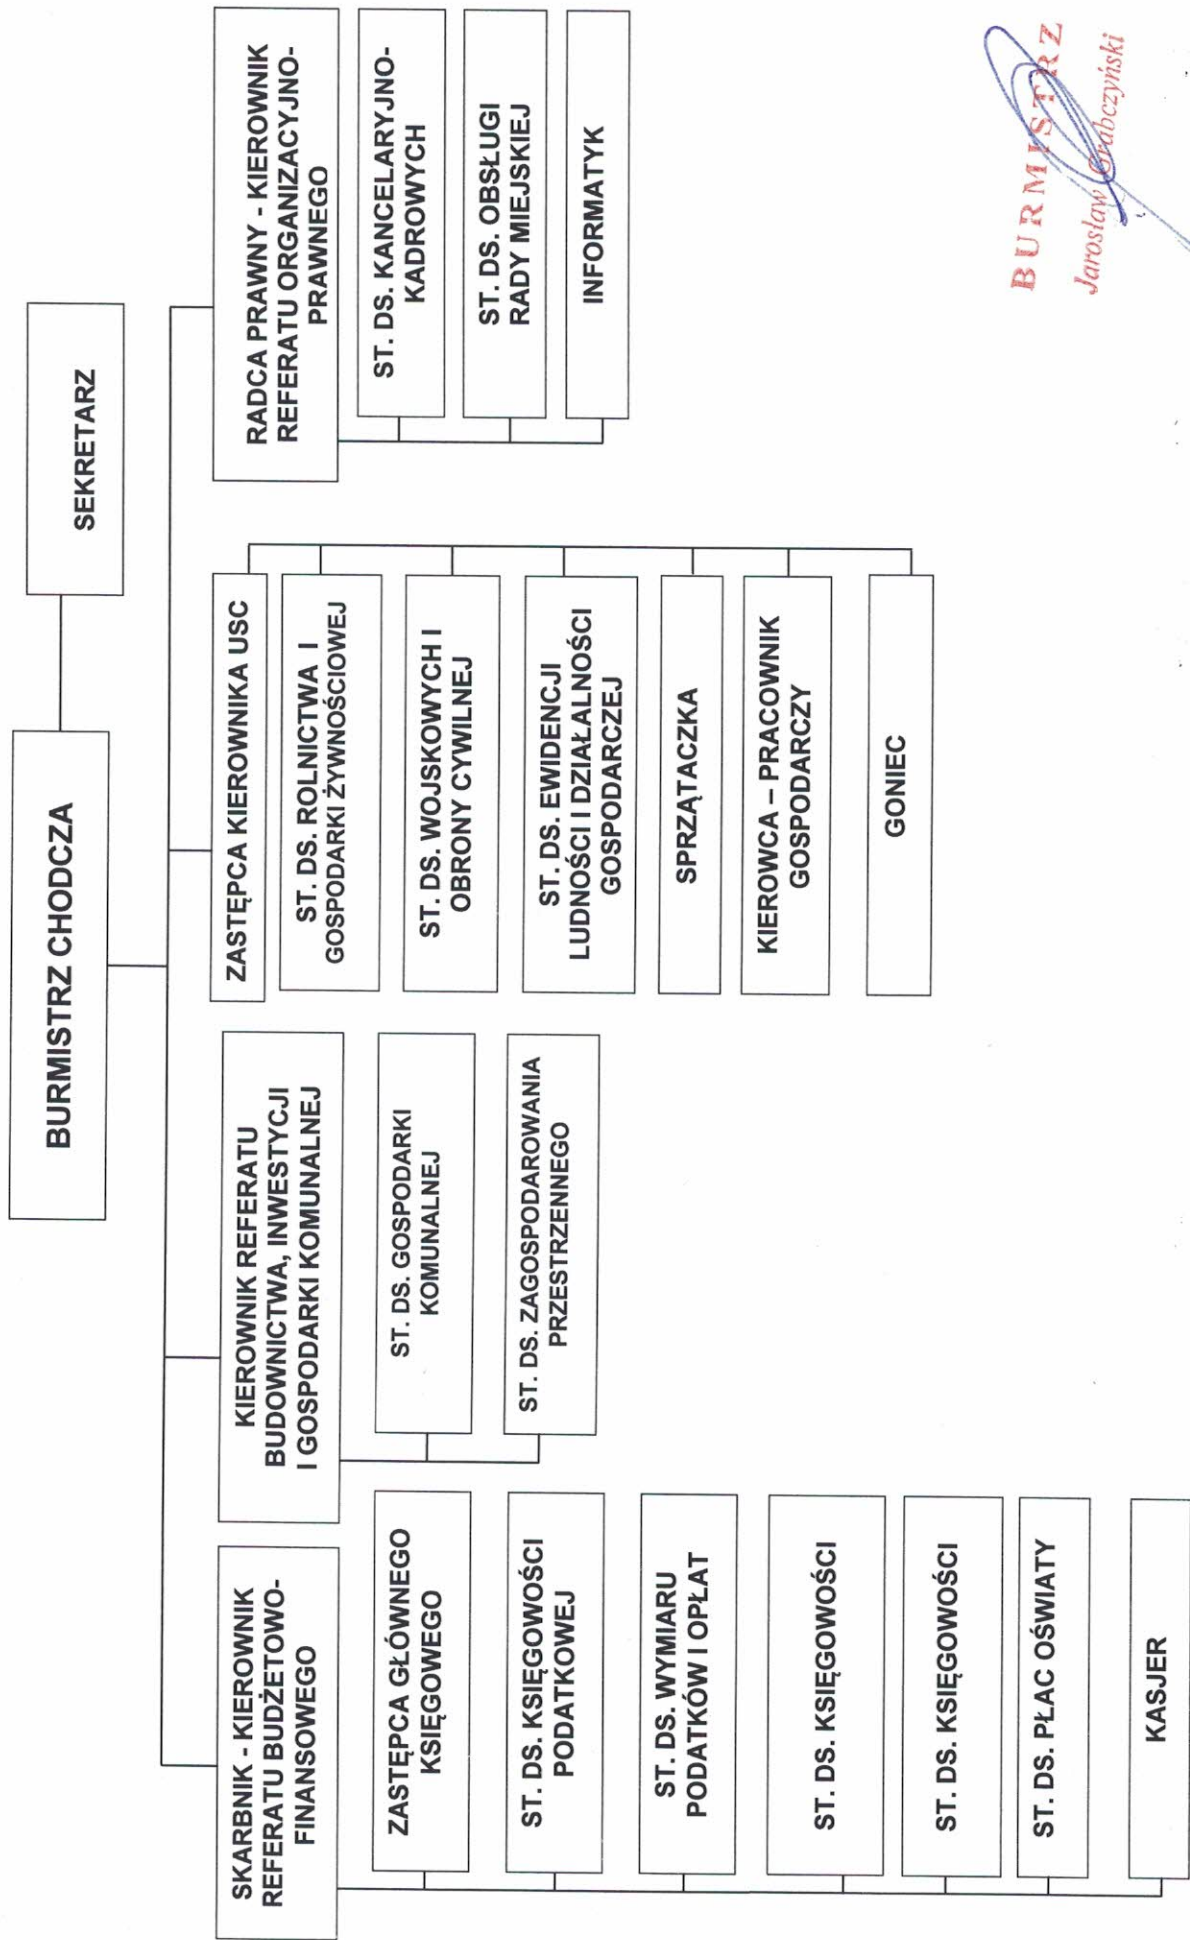 BURMISTRZ CHODCZA
SEKRETARZ
SKARBNIK - KIEROWNIK
REFERATU BUDŻETOWO-
FINANSOWEGO
ZASTĘPCA GŁÓWNEGO
KSIĘGOWEGO
ST. DS. KSIĘGOWOŚCI
PODATKOWEJ
ST. DS. WYMIARU
PODATKÓW I OPŁAT
ST. DS. KSIĘGOWOŚCI
ST. DS. KSIĘGOWOŚCI
ST. DS. PŁAC OŚWIATY
KASJER
KIEROWNIK REFERATU
BUDOWNICTWA, INWESTYCJI
I GOSPODARKI KOMUNALNEJ
ST. DS. GOSPODARKI
KOMUNALNEJ
ST. DS. ZAGOSPODAROWANIA
PRZESTRZENNEGO
ZASTĘPCA KIEROWNIKA USC
ST. DS. ROLNICTWA I
GOSPODARKI ŻYWNOŚCIOWEJ
ST. DS. WOJSKOWYCH I
OBRONY CYWILNEJ
ST. DS. EWIDENCJI
LUDNOŚCI I DZIAŁALNOŚCI
GOSPODARCZEJ
SPRZĄTACZKA
KIEROWCA – PRACOWNIK
GOSPODARCZY
GONIEC
RADCA PRAWNY - KIEROWNIK
REFERATU ORGANIZACYJNO-
PRAWNEGO
ST. DS. KANCELARYJNO-
KADROWYCH
ST. DS. OBSŁUGI
RADY MIEJSKIEJ
INFORMATYK
BURMISTRZ
Jarosław Grabczyński